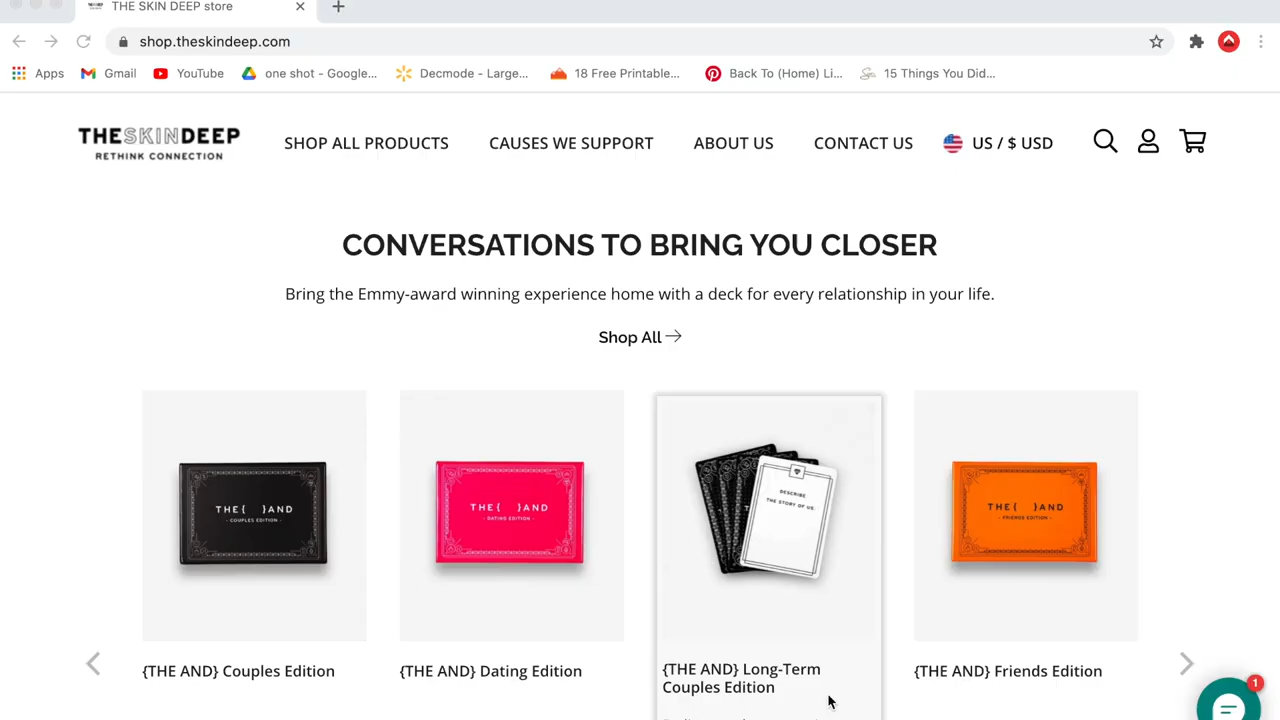 THE SKIN DEEP store
shop.theskindeep.com
Apps
Gmail
YouTube
one shot - Google...
Decmode - Large...
18 Free Printable...
Back To (Home) Li...
15 Things You Did...
THESKINDEEP
RETHINK CONNECTION
SHOP ALL PRODUCTS
CAUSES WE SUPPORT
ABOUT US
CONTACT US
US / $ USD
CONVERSATIONS TO BRING YOU CLOSER
Bring the Emmy-award winning experience home with a deck for every relationship in your life.
Shop All
THE{ }AND
- COUPLES EDITION -
THE{ }AND
- DATING EDITION -
DESCRIBE
THE STORY OF US
THE{ }AND
- FRIENDS EDITION -
{THE AND} Couples Edition
{THE AND} Dating Edition
{THE AND} Long-Term
Couples Edition
{THE AND} Friends Edition
1